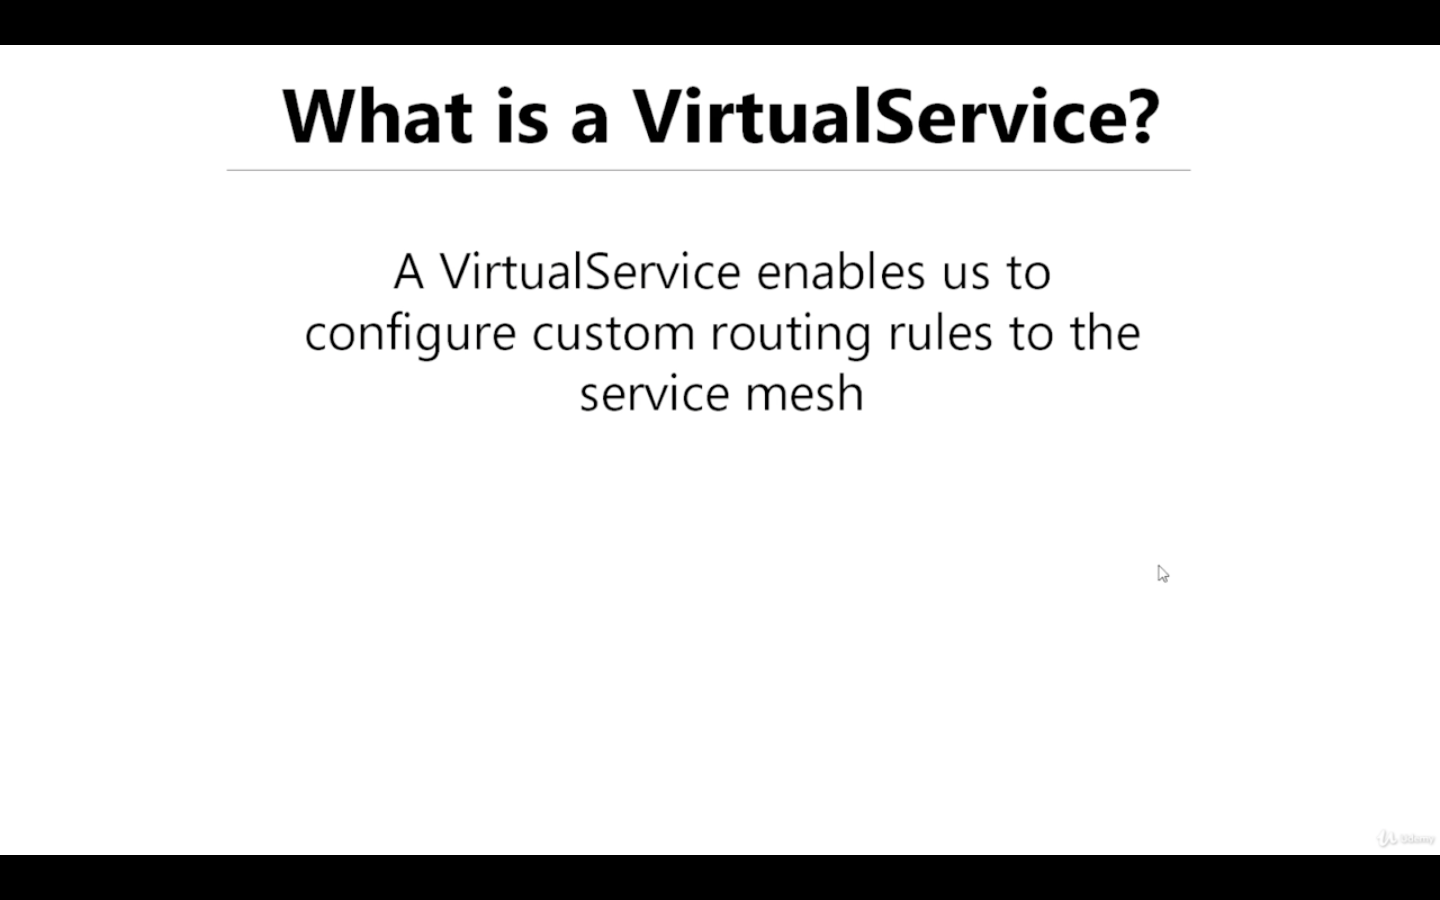 What is a VirtualService?
A VirtualService enables us to
configure custom routing rules to the
service mesh
Udemy